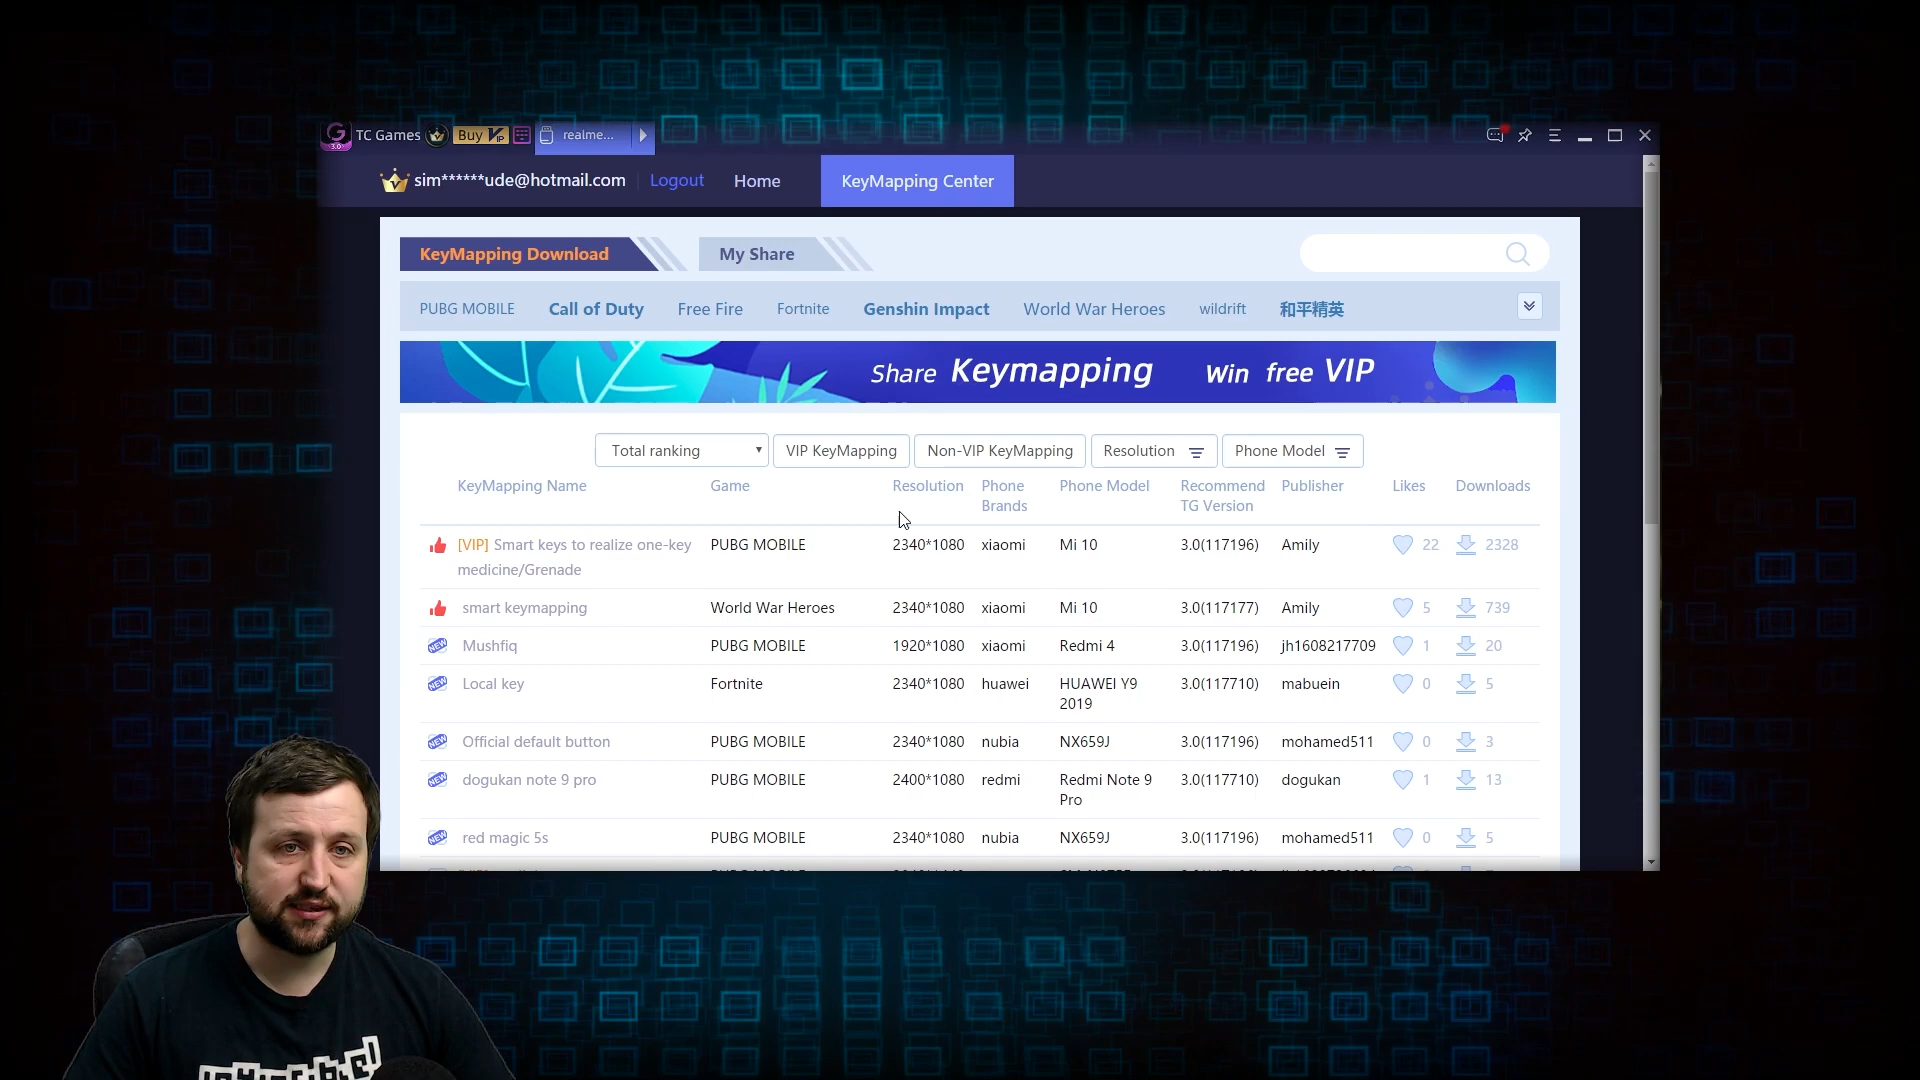 TC Games Buy VIP realme...
3.0
sim******ude@hotmail.com Logout Home KeyMapping Center
KeyMapping Download My Share
PUBG MOBILE Call of Duty Free Fire Fortnite Genshin Impact World War Heroes wildrift 和平精英
Share Keymapping Win free VIP
Total ranking VIP KeyMapping Non-VIP KeyMapping Resolution Phone Model
KeyMapping Name Game Resolution Phone Brands Phone Model Recommend TG Version Publisher Likes Downloads
[VIP] Smart keys to realize one-key medicine/Grenade PUBG MOBILE 2340*1080 xiaomi Mi 10 3.0(117196) Amily 22 2328
smart keymapping World War Heroes 2340*1080 xiaomi Mi 10 3.0(117177) Amily 5 739
NEW Mushfiq PUBG MOBILE 1920*1080 xiaomi Redmi 4 3.0(117196) jh1608217709 1 20
NEW Local key Fortnite 2340*1080 huawei HUAWEI Y9 2019 3.0(117710) mabuein 0 5
NEW Official default button PUBG MOBILE 2340*1080 nubia NX659J 3.0(117196) mohamed511 0 3
NEW dogukan note 9 pro PUBG MOBILE 2400*1080 redmi Redmi Note 9 Pro 3.0(117710) dogukan 1 13
NEW red magic 5s PUBG MOBILE 2340*1080 nubia NX659J 3.0(117196) mohamed511 0 5